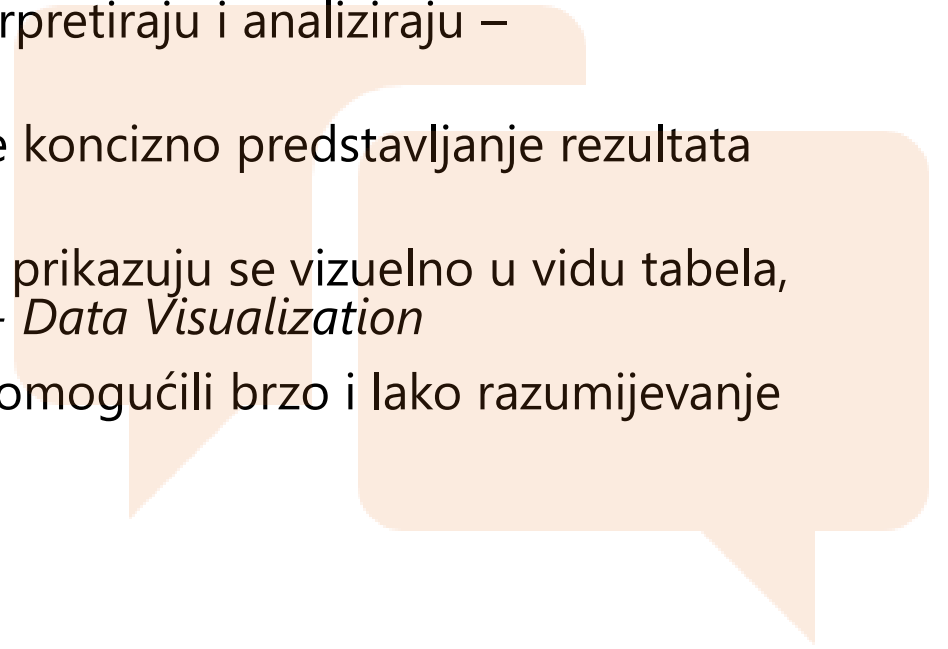 rpretiraju i analiziraju –
e koncizno predstavljanje rezultata
prikazuju se vizuelno u vidu tabela,
- Data Visualization
omogućili brzo i lako razumijevanje